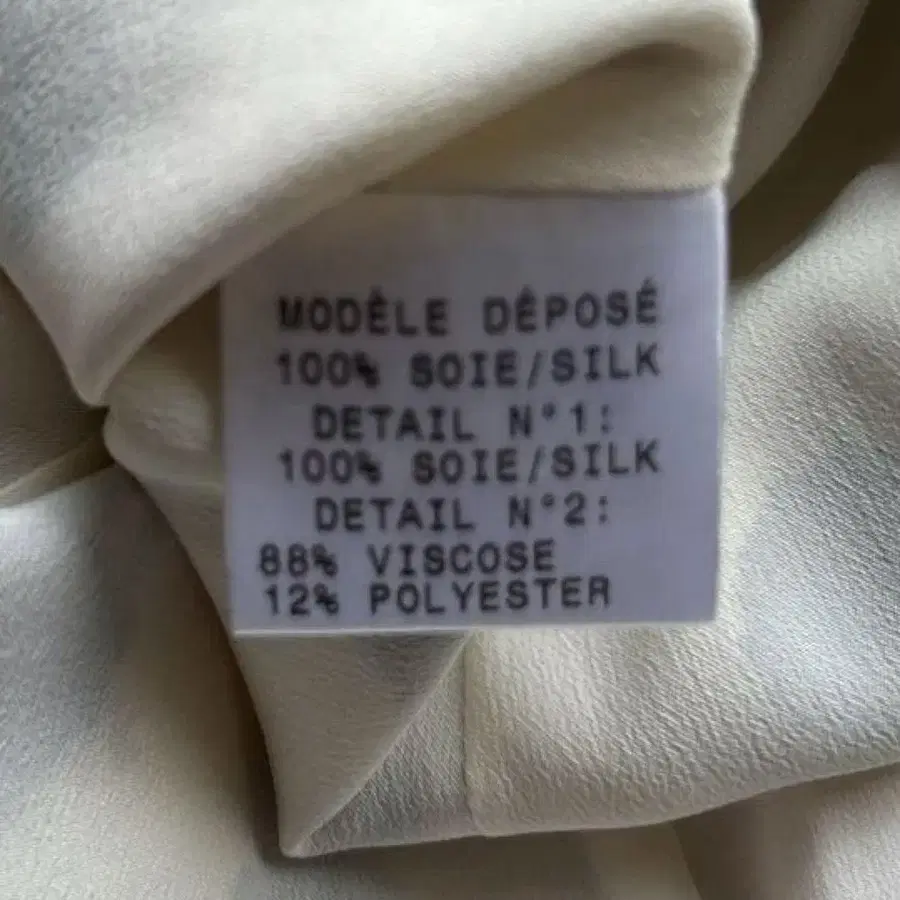 MODÈLE DÉPOSÉ
100% SOIE/SILK
DETAIL N°1:
100% SOIE/SILK
DETAIL N°2:
88% VISCOSE
12% POLYESTER